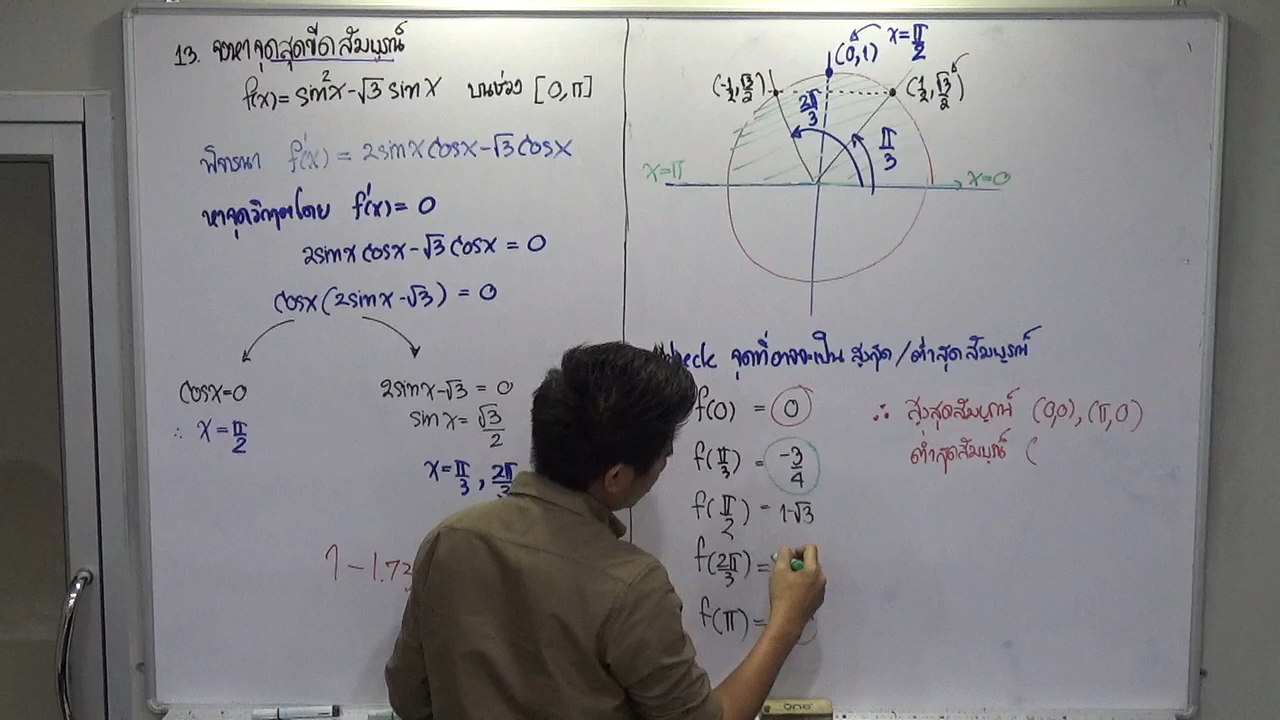 13. จงหาจุดสุดขีดสัมบูรณ์
f(x) = sin²x - √3 sin x บนช่วง [0, π]
พิจารณา f'(x) = 2sin x cos x - √3 cos x
หาจุดวิกฤตโดย f'(x) = 0
2sin x cos x - √3 cos x = 0
cos x (2sin x - √3) = 0
cos x = 0
∴ x = π/2
2sin x - √3 = 0
sin x = √3/2
x = π/3, 2π/3
1 - 1.73
(0,1) x = π/2
(-1/2, √3/2)
(1/2, √3/2)
2π/3
π/3
x = π
x = 0
check จุดที่อาจจะเป็น สูงสุด/ต่ำสุด สัมบูรณ์
f(0) = 0
f(π/3) = -3/4
f(π/2) = 1-√3
f(2π/3) =
f(π) =
∴ สูงสุดสัมบูรณ์ (0,0), (π,0)
ต่ำสุดสัมบูรณ์ (
ono